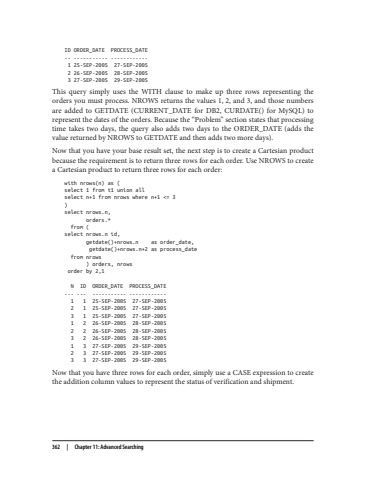 ID ORDER_DATE  PROCESS_DATE
-- ----------- ------------
 1 25-SEP-2005  27-SEP-2005
 2 26-SEP-2005  28-SEP-2005
 3 27-SEP-2005  29-SEP-2005
This query simply uses the WITH clause to make up three rows representing the
orders you must process. NROWS returns the values 1, 2, and 3, and those numbers
are added to GETDATE (CURRENT_DATE for DB2, CURDATE() for MySQL) to
represent the dates of the orders. Because the “Problem” section states that processing
time takes two days, the query also adds two days to the ORDER_DATE (adds the
value returned by NROWS to GETDATE and then adds two more days).
Now that you have your base result set, the next step is to create a Cartesian product
because the requirement is to return three rows for each order. Use NROWS to create
a Cartesian product to return three rows for each order:
with nrows(n) as (
select 1 from t1 union all
select n+1 from nrows where n+1 <= 3
)
select nrows.n,
       orders.*
  from (
select nrows.n id,
       getdate()+nrows.n    as order_date,
        getdate()+nrows.n+2 as process_date
  from nrows
       ) orders, nrows
 order by 2,1
  N  ID  ORDER_DATE  PROCESS_DATE
--- ---  ----------- ------------
  1   1  25-SEP-2005  27-SEP-2005
  2   1  25-SEP-2005  27-SEP-2005
  3   1  25-SEP-2005  27-SEP-2005
  1   2  26-SEP-2005  28-SEP-2005
  2   2  26-SEP-2005  28-SEP-2005
  3   2  26-SEP-2005  28-SEP-2005
  1   3  27-SEP-2005  29-SEP-2005
  2   3  27-SEP-2005  29-SEP-2005
  3   3  27-SEP-2005  29-SEP-2005
Now that you have three rows for each order, simply use a CASE expression to create
the addition column values to represent the status of verification and shipment.
362 | Chapter 11: Advanced Searching